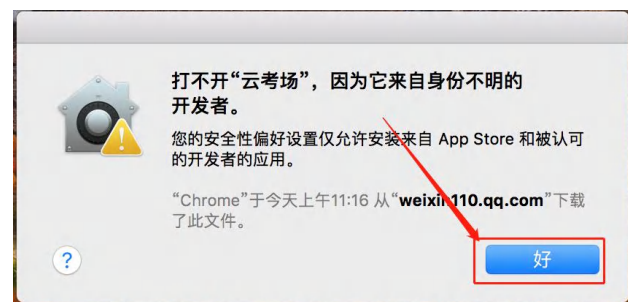 打不开“云考场”，因为它来自身份不明的
开发者。
您的安全性偏好设置仅允许安装来自 App Store 和被认可
的开发者的应用。
“Chrome”于今天上午11:16 从“weixin110.qq.com”下载
了此文件。
?
好